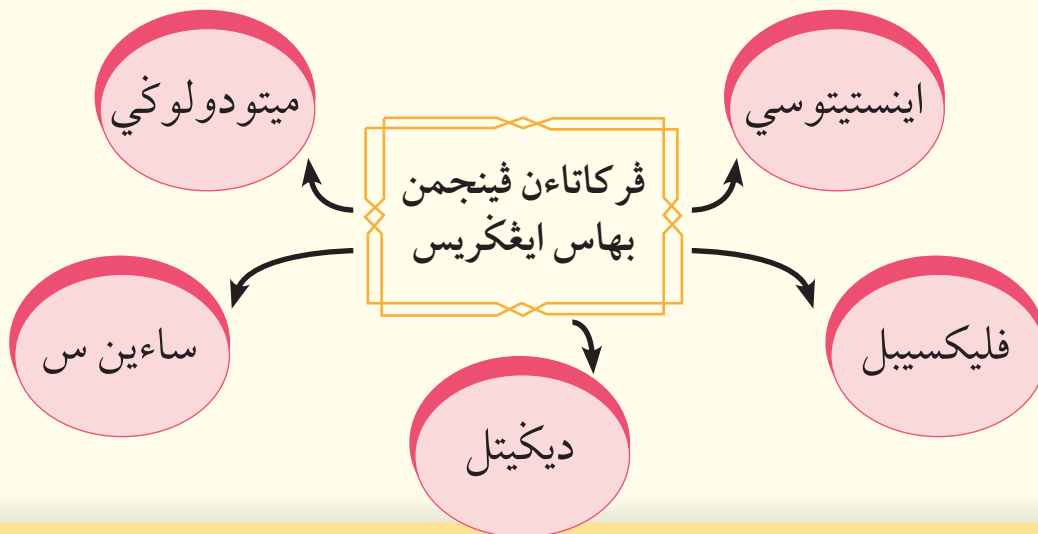 ڤركاتاءن ڤينجمن
بهاس ايڠݢريس
اينستيتوسي
ميتودولوݢي
فليکسيبل
ساءين س
ديݢيتل